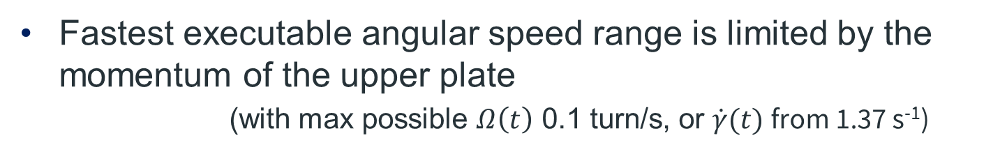 • Fastest executable angular speed range is limited by the
momentum of the upper plate
(with max possible 𝛺(𝑡) 0.1 turn/s, or 𝛾̇(𝑡) from 1.37 s⁻¹)